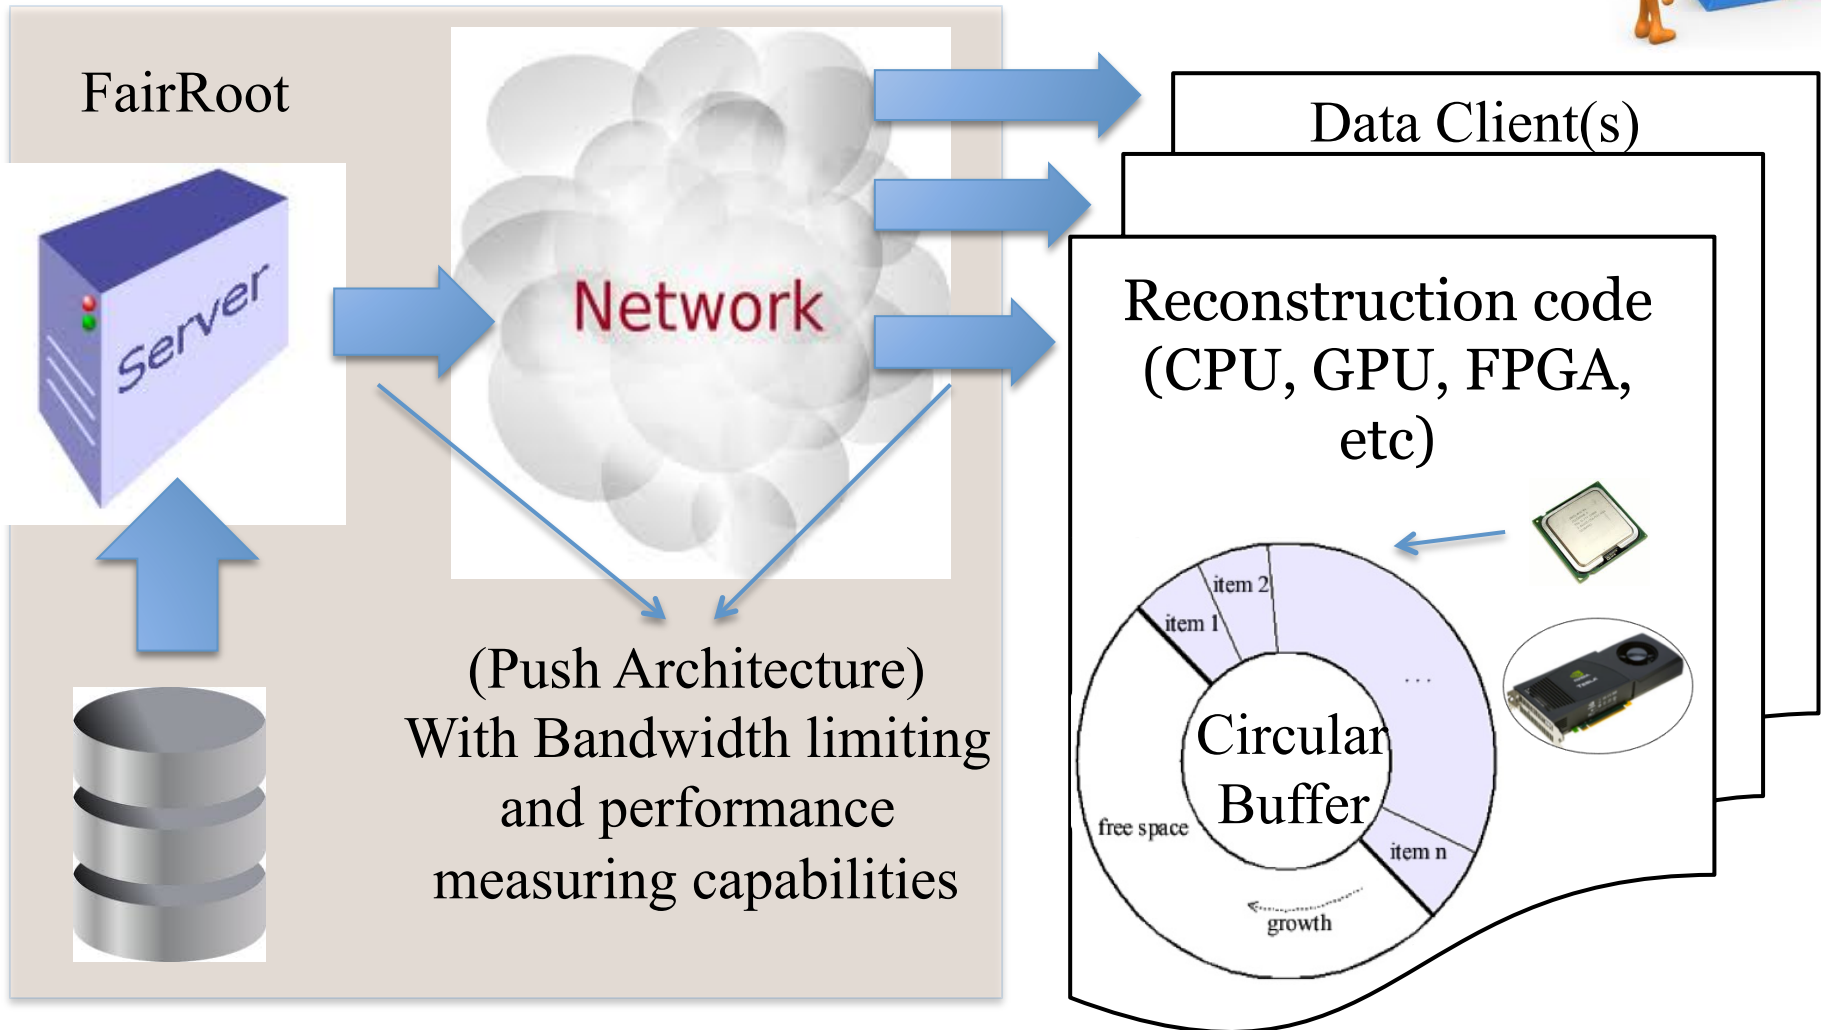 FairRoot
Server
Network
(Push Architecture)
With Bandwidth limiting
and performance
measuring capabilities
Data Client(s)
Reconstruction code
(CPU, GPU, FPGA,
etc)
item 1
item 2
...
item n
free space
growth
Circular
Buffer